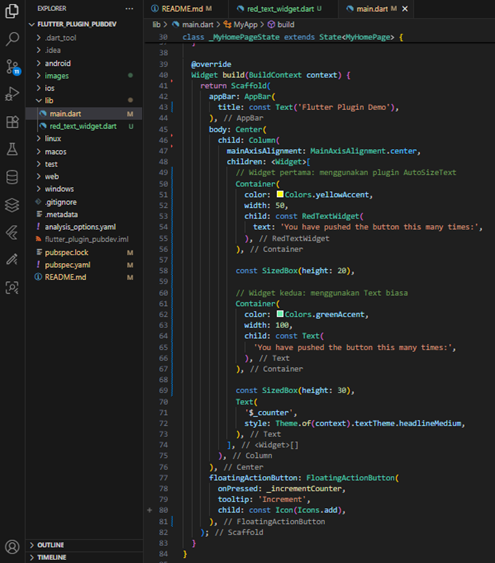 EXPLORER
FLUTTER_PLUGIN_PUBDEV
.dart_tool
.idea
android
images
ios
lib
main.dart M
red_text_widget.dart U
linux
macos
test
web
windows
.gitignore
.metadata
analysis_options.yaml
flutter_plugin_pubdev.iml
pubspec.lock M
pubspec.yaml M
README.md M
OUTLINE
TIMELINE
README.md M
red_text_widget.dart U
main.dart M
lib > main.dart > MyApp > build
30 class _MyHomePageState extends State<MyHomePage> {
38
39 @override
40 Widget build(BuildContext context) {
41 return Scaffold(
42 appBar: AppBar(
43 title: const Text('Flutter Plugin Demo'),
44 ), // AppBar
45 body: Center(
46 child: Column(
47 mainAxisAlignment: MainAxisAlignment.center,
48 children: <Widget>[
49 // Widget pertama: menggunakan plugin AutoSizeText
50 Container(
51 color: Colors.yellowAccent,
52 width: 50,
53 child: const RedTextWidget(
54 text: 'You have pushed the button this many times:',
55 ), // RedTextWidget
56 ), // Container
57
58 const SizedBox(height: 20),
59
60 // Widget kedua: menggunakan Text biasa
61 Container(
62 color: Colors.greenAccent,
63 width: 100,
64 child: const Text(
65 'You have pushed the button this many times:',
66 ), // Text
67 ), // Container
68
69 const SizedBox(height: 30),
70 Text(
71 '$_counter',
72 style: Theme.of(context).textTheme.headlineMedium,
73 ), // Text
74 ], // <Widget>[]
75 ), // Column
76 ), // Center
77 floatingActionButton: FloatingActionButton(
78 onPressed: _incrementCounter,
79 tooltip: 'Increment',
80 child: const Icon(Icons.add),
81 ), // FloatingActionButton
82 ); // Scaffold
83 }
84 }